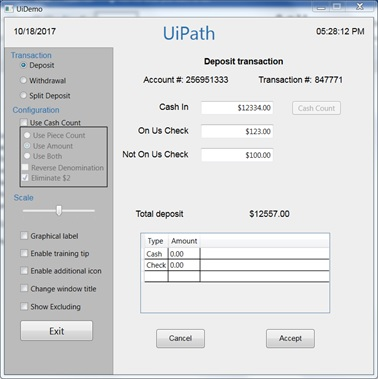 UiDemo
10/18/2017
UiPath
05:28:12 PM
Transaction
Deposit
Withdrawal
Split Deposit
Configuration
Use Cash Count
Use Piece Count
Use Amount
Use Both
Reverse Denomination
Eliminate $2
Scale
Graphical label
Enable training tip
Enable additional icon
Change window title
Show Excluding
Exit
Deposit transaction
Account #: 256951333 Transaction #: 847771
Cash In $12334.00 Cash Count
On Us Check $123.00
Not On Us Check $100.00
Total deposit $12557.00
Type Amount
Cash 0.00
Check 0.00
Cancel Accept